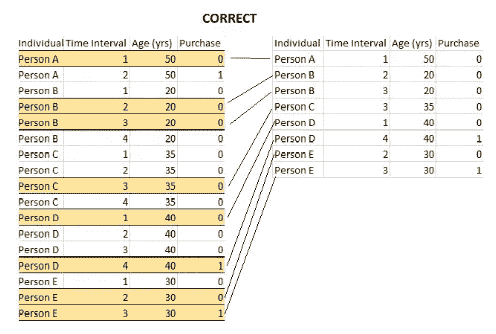 CORRECT
Individual Time Interval Age (yrs) Purchase
Person A 1 50 0
Person A 2 50 1
Person B 1 20 0
Person B 2 20 0
Person B 3 20 0
Person B 4 20 0
Person C 1 35 0
Person C 2 35 0
Person C 3 35 0
Person C 4 35 0
Person D 1 40 0
Person D 2 40 0
Person D 3 40 0
Person D 4 40 1
Person E 1 30 0
Person E 2 30 0
Person E 3 30 1
Individual Time Interval Age (yrs) Purchase
Person A 1 50 0
Person B 2 20 0
Person B 3 20 0
Person C 3 35 0
Person D 1 40 0
Person D 4 40 1
Person E 2 30 0
Person E 3 30 1